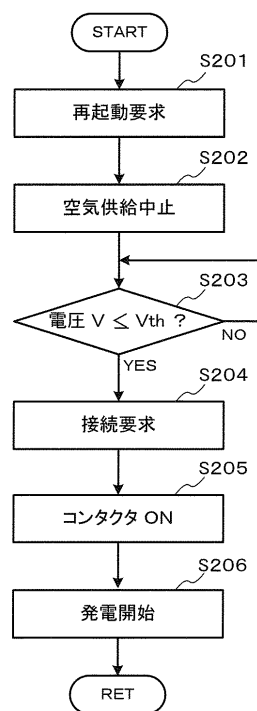 START
S201
再起動要求
S202
空気供給中止
S203
電圧 V ≦ Vth ?
NO
YES
S204
接続要求
S205
コンタクタ ON
S206
発電開始
RET